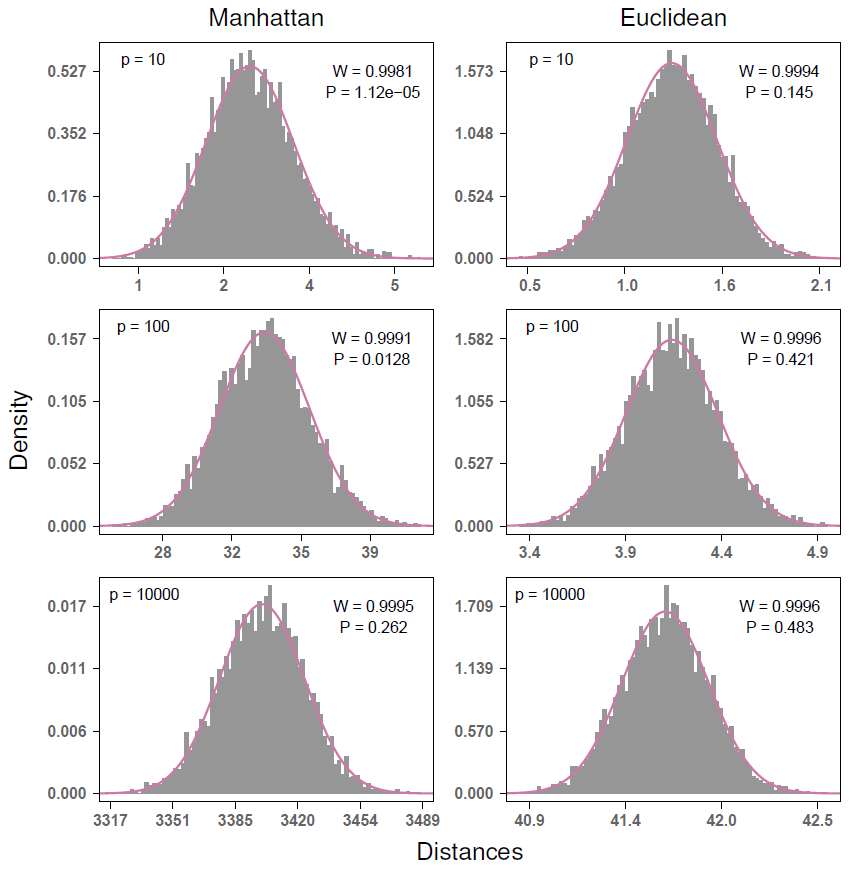 Manhattan
Euclidean
p = 10
W = 0.9981
P = 1.12e−05
0.527
0.352
0.176
0.000
1
2
4
5
p = 10
W = 0.9994
P = 0.145
1.573
1.048
0.524
0.000
0.5
1.0
1.6
2.1
Density
p = 100
W = 0.9991
P = 0.0128
0.157
0.105
0.052
0.000
28
32
35
39
p = 100
W = 0.9996
P = 0.421
1.582
1.055
0.527
0.000
3.4
3.9
4.4
4.9
p = 10000
W = 0.9995
P = 0.262
0.017
0.011
0.006
0.000
3317
3351
3385
3420
3454
3489
p = 10000
W = 0.9996
P = 0.483
1.709
1.139
0.570
0.000
40.9
41.4
42.0
42.5
Distances